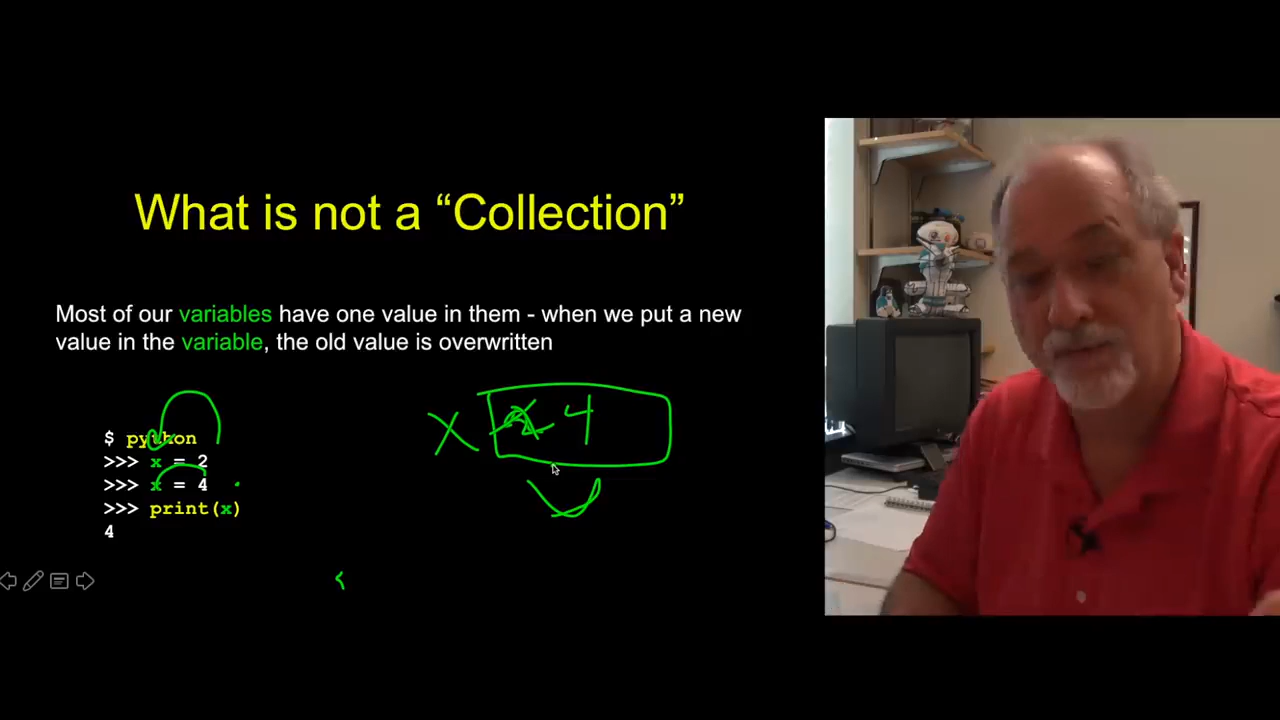 What is not a “Collection”
Most of our variables have one value in them - when we put a new
value in the variable, the old value is overwritten
$ python
>>> x = 2
>>> x = 4
>>> print(x)
4
x 2 4